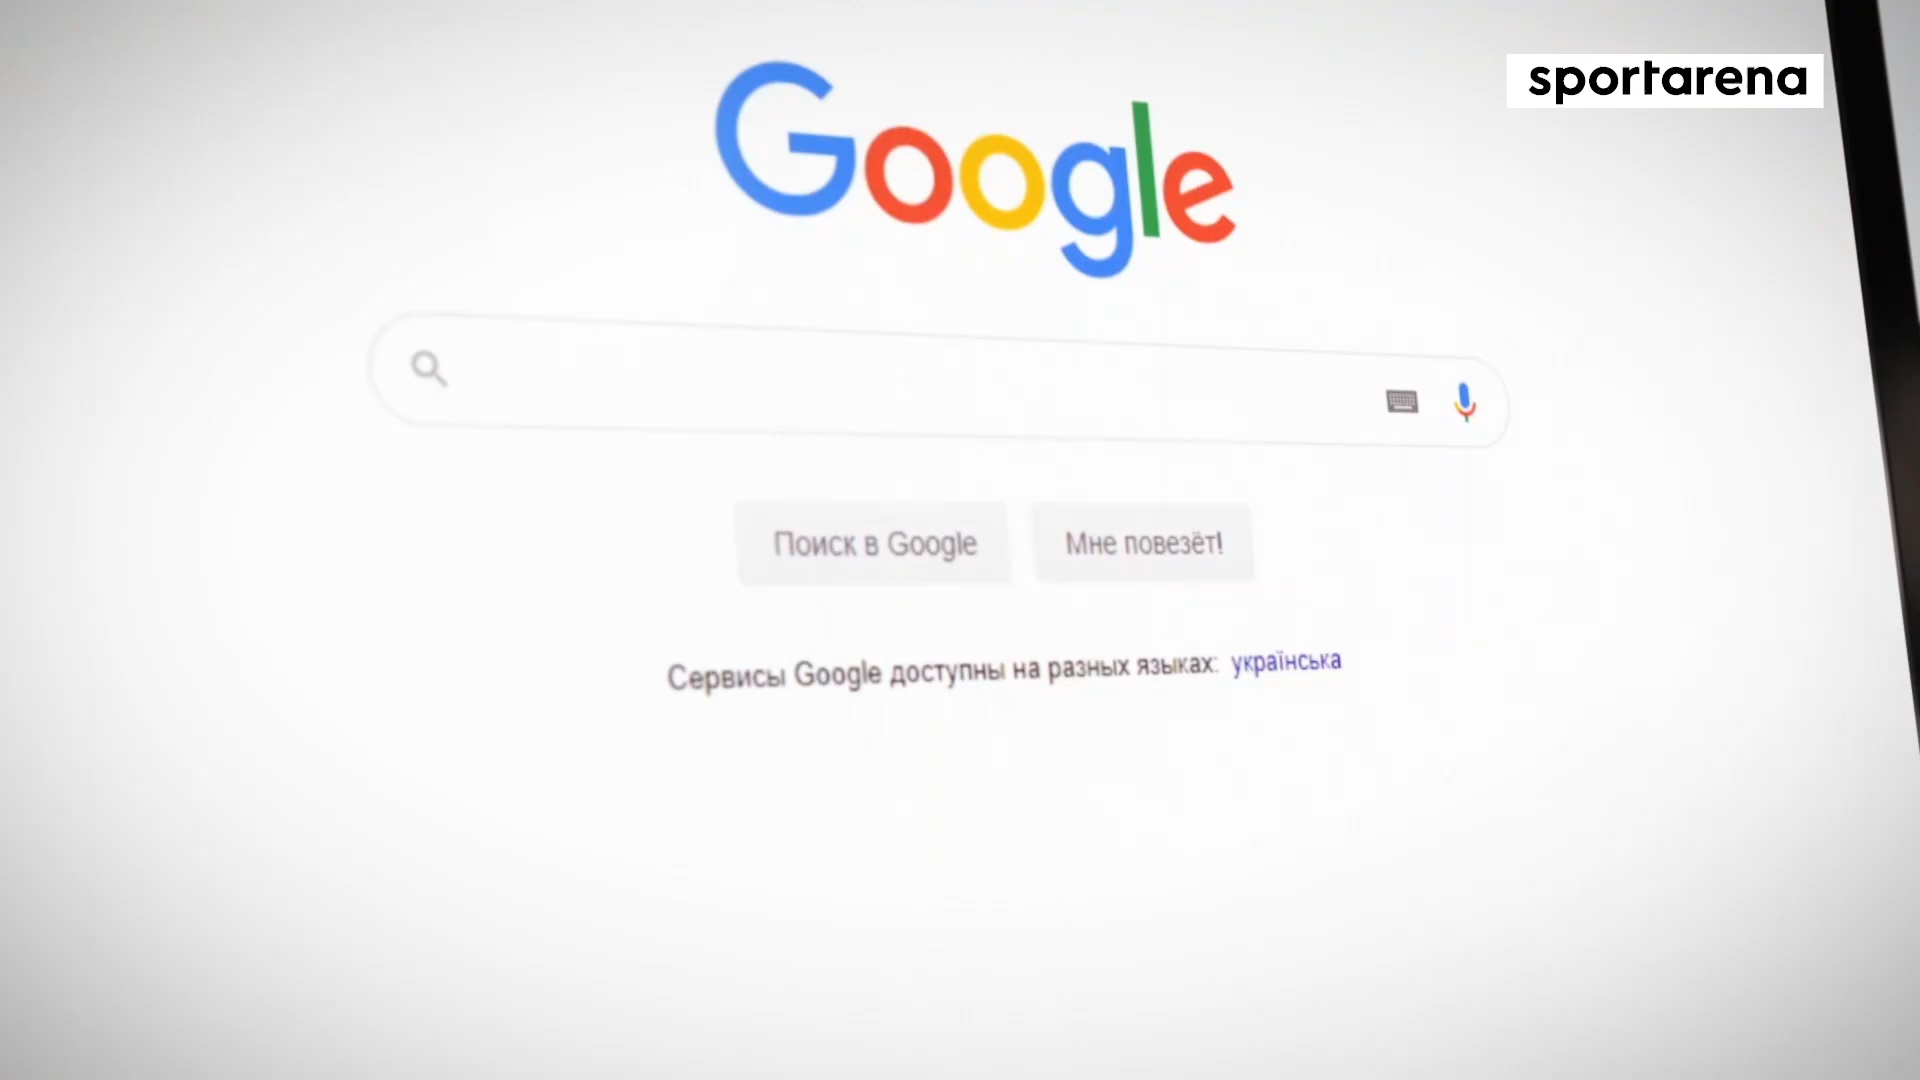 sportarena
Google
Поиск в Google
Мне повезёт!
Сервисы Google доступны на разных языках: українська